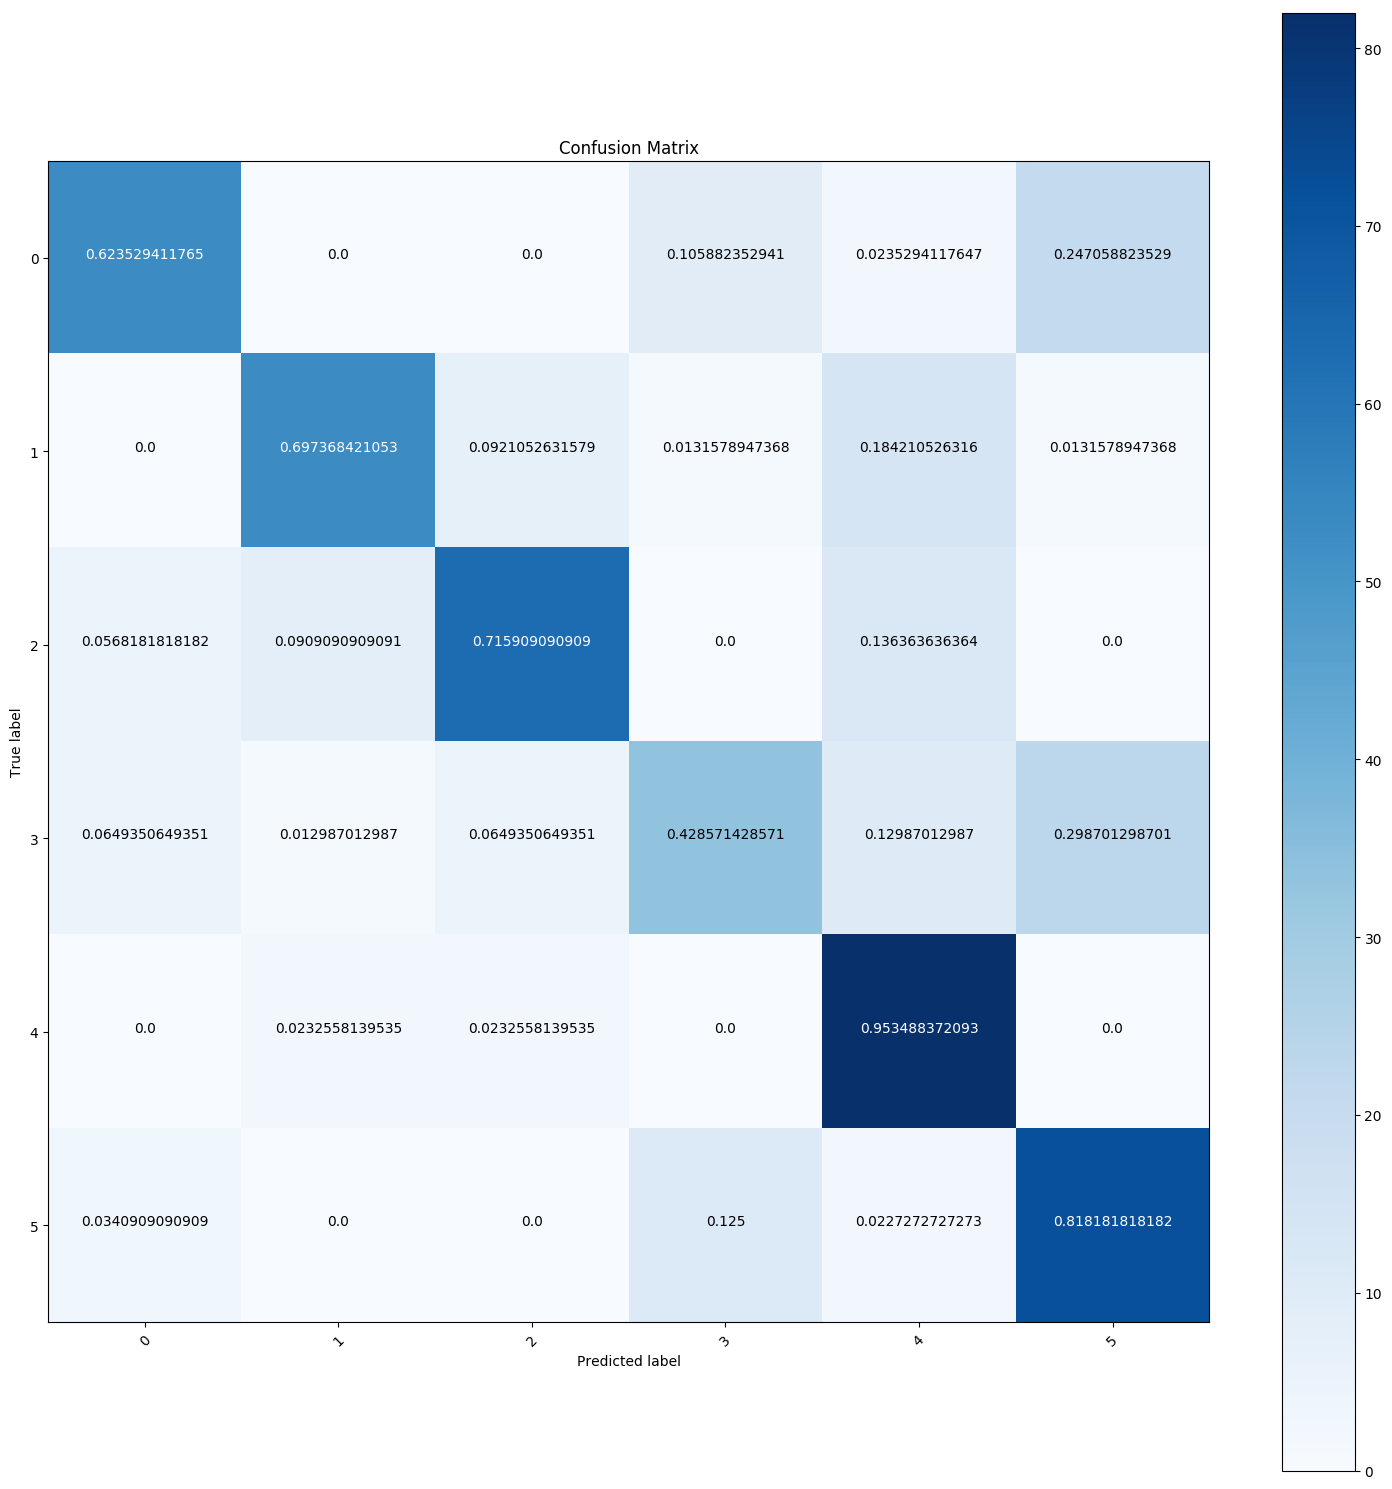 Confusion Matrix
0 0.623529411765 0.0 0.0 0.105882352941 0.0235294117647 0.247058823529
1 0.0 0.697368421053 0.0921052631579 0.0131578947368 0.184210526316 0.0131578947368
2 0.0568181818182 0.0909090909091 0.715909090909 0.0 0.136363636364 0.0
3 0.0649350649351 0.012987012987 0.0649350649351 0.428571428571 0.12987012987 0.298701298701
4 0.0 0.0232558139535 0.0232558139535 0.0 0.953488372093 0.0
5 0.0340909090909 0.0 0.0 0.125 0.0227272727273 0.818181818182
0 1 2 3 4 5
Predicted label
True label
80
70
60
50
40
30
20
10
0